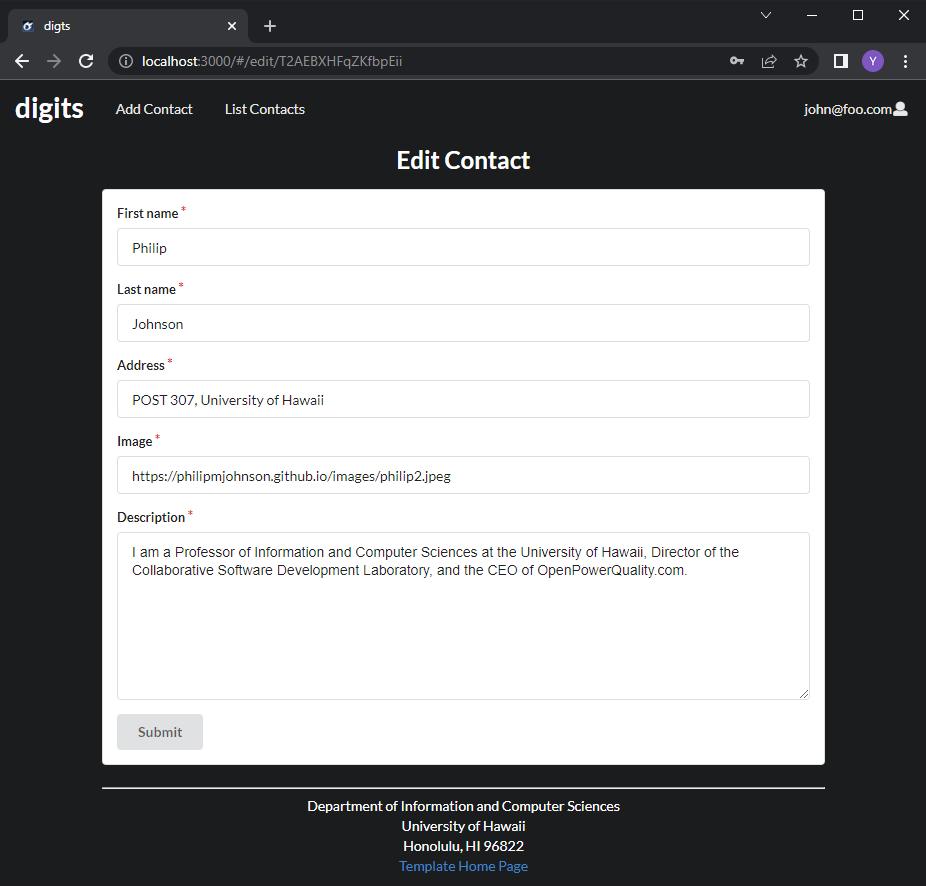 digts
localhost:3000/#/edit/T2AEBXHFqZKfbpEii
Y
digits
Add Contact
List Contacts
john@foo.com
Edit Contact
First name *
Philip
Last name *
Johnson
Address *
POST 307, University of Hawaii
Image *
https://philipmjohnson.github.io/images/philip2.jpeg
Description *
I am a Professor of Information and Computer Sciences at the University of Hawaii, Director of the
Collaborative Software Development Laboratory, and the CEO of OpenPowerQuality.com.
Submit
Department of Information and Computer Sciences
University of Hawaii
Honolulu, HI 96822
Template Home Page